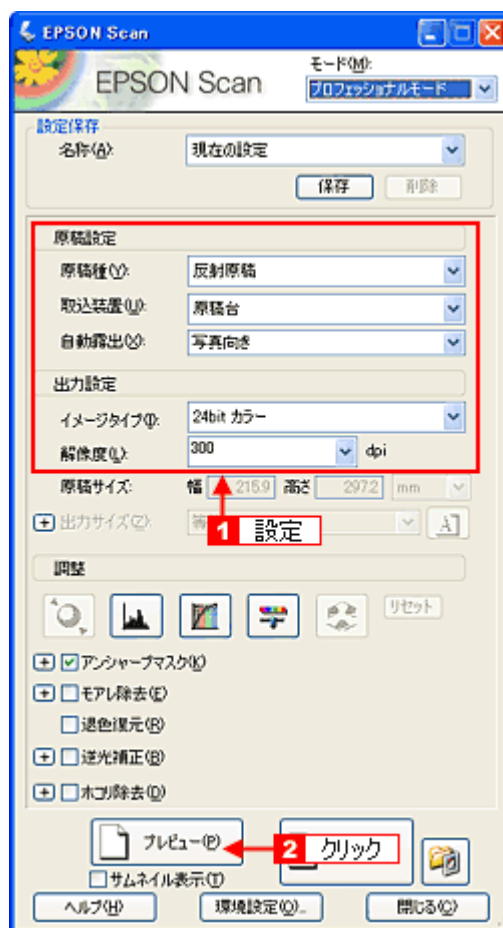 EPSON Scan
EPSON Scan
モード(M):
プロフェッショナルモード
設定保存
名称(A): 現在の設定
保存 削除
原稿設定
原稿種(Y): 反射原稿
取込装置(U): 原稿台
自動露出(X): 写真向き
出力設定
イメージタイプ(I): 24bit カラー
解像度(L): 300 dpi
原稿サイズ: 幅 215.9 高さ 297.2 mm
出力サイズ(Z):
1 設定
調整
リセット
アンシャープマスク(K)
モアレ除去(E)
退色復元(R)
逆光補正(B)
ホコリ除去(D)
プレビュー(P) 2 クリック
サムネイル表示(T)
ヘルプ(H) 環境設定(O)... 閉じる(C)